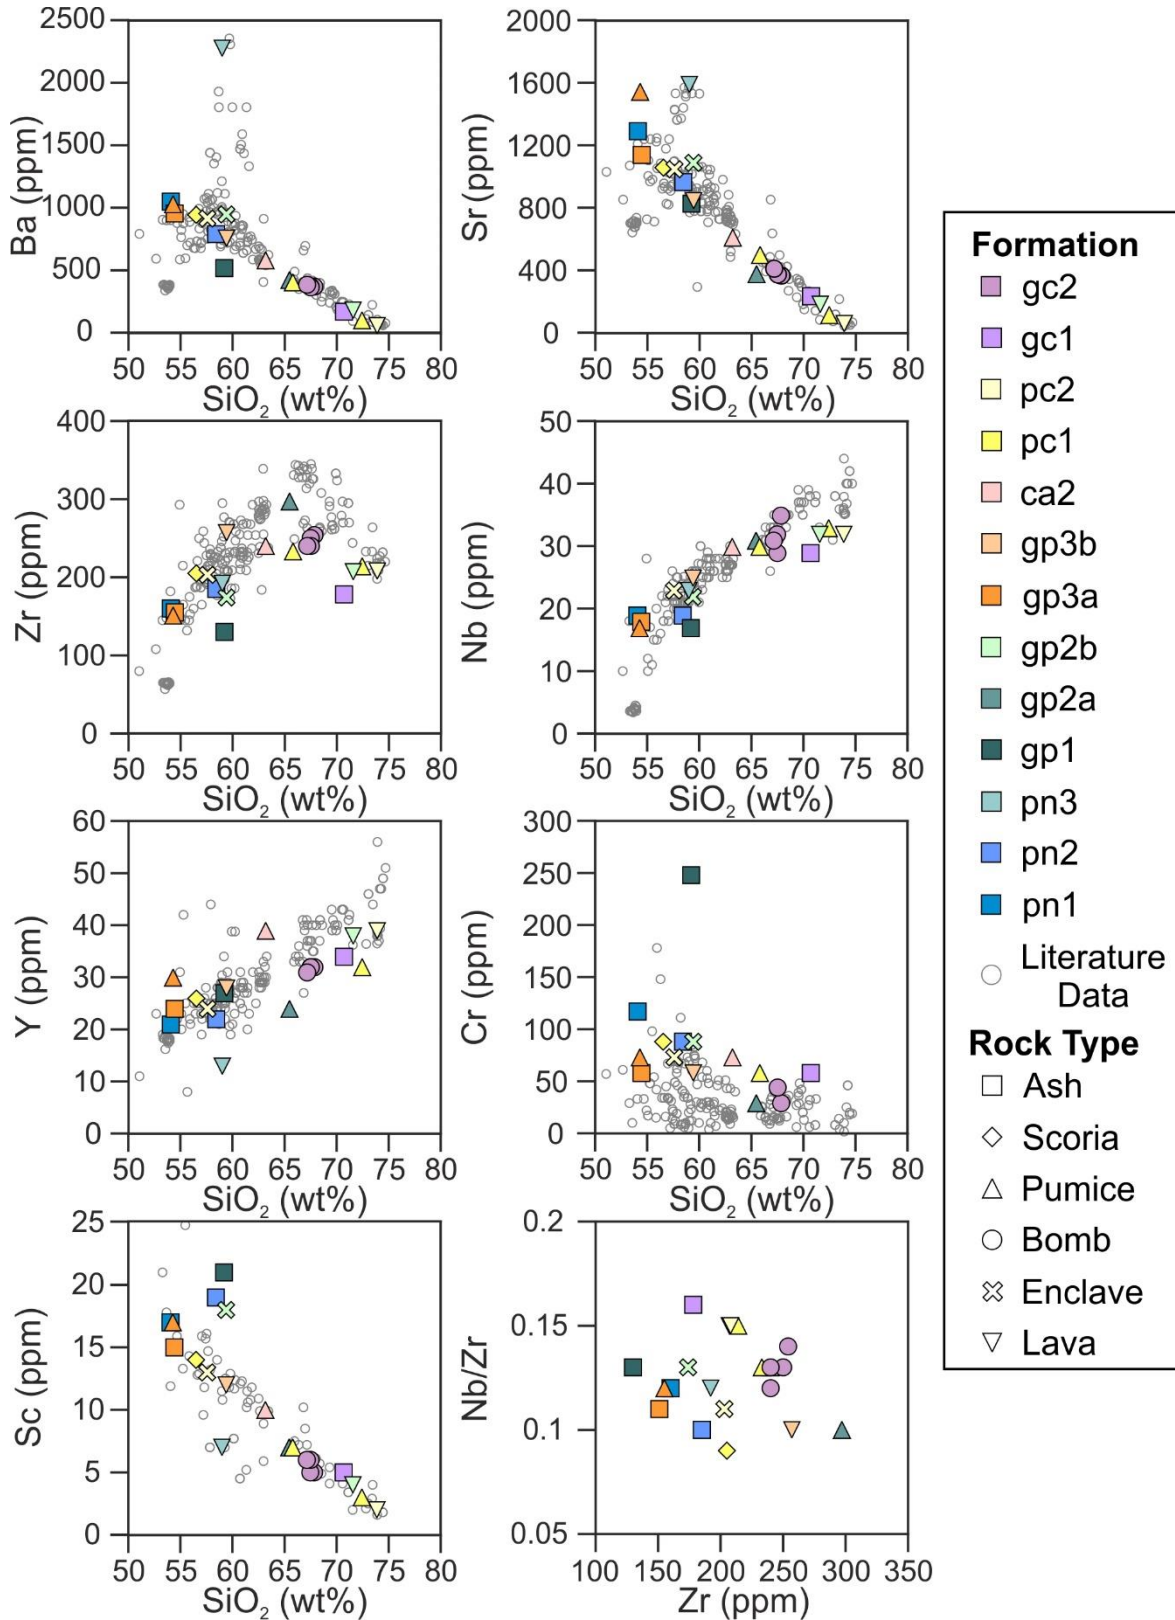 2500
2000
1500
1000
500
0
Ba (ppm)
50 55 60 65 70 75 80
SiO₂ (wt%)
2000
1600
1200
800
400
0
Sr (ppm)
50 55 60 65 70 75 80
SiO₂ (wt%)
400
300
200
100
0
Zr (ppm)
50 55 60 65 70 75 80
SiO₂ (wt%)
50
40
30
20
10
0
Nb (ppm)
50 55 60 65 70 75 80
SiO₂ (wt%)
60
50
40
30
20
10
0
Y (ppm)
50 55 60 65 70 75 80
SiO₂ (wt%)
300
250
200
150
100
50
0
Cr (ppm)
50 55 60 65 70 75 80
SiO₂ (wt%)
25
20
15
10
5
0
Sc (ppm)
50 55 60 65 70 75 80
SiO₂ (wt%)
0.2
0.15
0.1
0.05
Nb/Zr
100 150 200 250 300 350
Zr (ppm)
Formation
gc2
gc1
pc2
pc1
ca2
gp3b
gp3a
gp2b
gp2a
gp1
pn3
pn2
pn1
Literature
Data
Rock Type
Ash
Scoria
Pumice
Bomb
Enclave
Lava